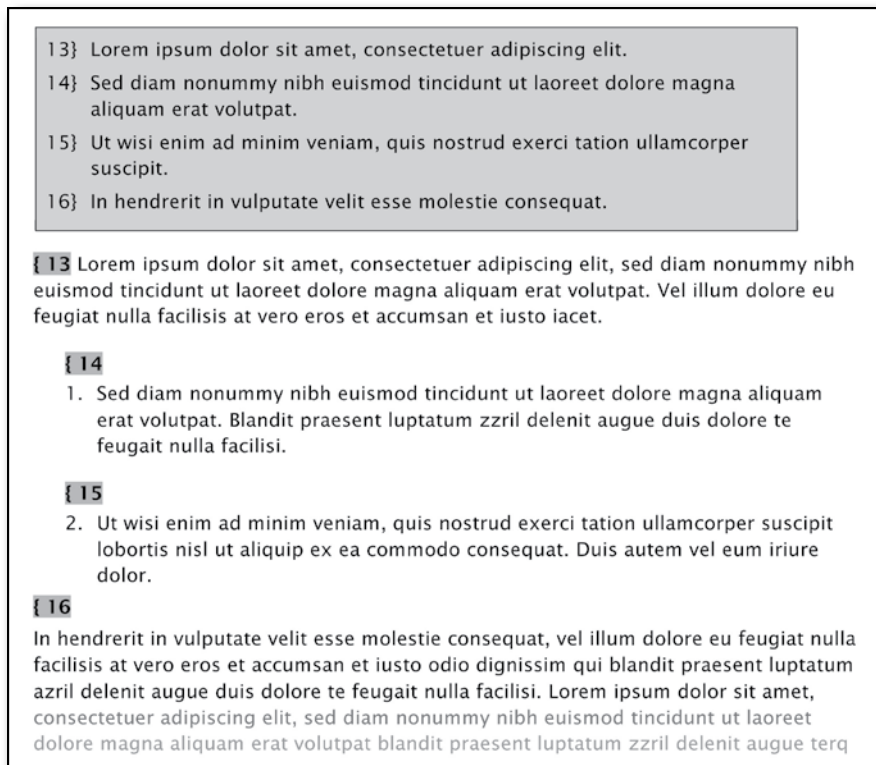 13} Lorem ipsum dolor sit amet, consectetuer adipiscing elit.
14} Sed diam nonummy nibh euismod tincidunt ut laoreet dolore magna
aliquam erat volutpat.
15} Ut wisi enim ad minim veniam, quis nostrud exerci tation ullamcorper
suscipit.
16} In hendrerit in vulputate velit esse molestie consequat.
{ 13 Lorem ipsum dolor sit amet, consectetuer adipiscing elit, sed diam nonummy nibh
euismod tincidunt ut laoreet dolore magna aliquam erat volutpat. Vel illum dolore eu
feugiat nulla facilisis at vero eros et accumsan et iusto iacet.
{ 14
1. Sed diam nonummy nibh euismod tincidunt ut laoreet dolore magna aliquam
erat volutpat. Blandit praesent luptatum zzril delenit augue duis dolore te
feugait nulla facilisi.
{ 15
2. Ut wisi enim ad minim veniam, quis nostrud exerci tation ullamcorper suscipit
lobortis nisl ut aliquip ex ea commodo consequat. Duis autem vel eum iriure
dolor.
{ 16
In hendrerit in vulputate velit esse molestie consequat, vel illum dolore eu feugiat nulla
facilisis at vero eros et accumsan et iusto odio dignissim qui blandit praesent luptatum
azril delenit augue duis dolore te feugait nulla facilisi. Lorem ipsum dolor sit amet,
consectetuer adipiscing elit, sed diam nonummy nibh euismod tincidunt ut laoreet
dolore magna aliquam erat volutpat blandit praesent luptatum zzril delenit augue terq